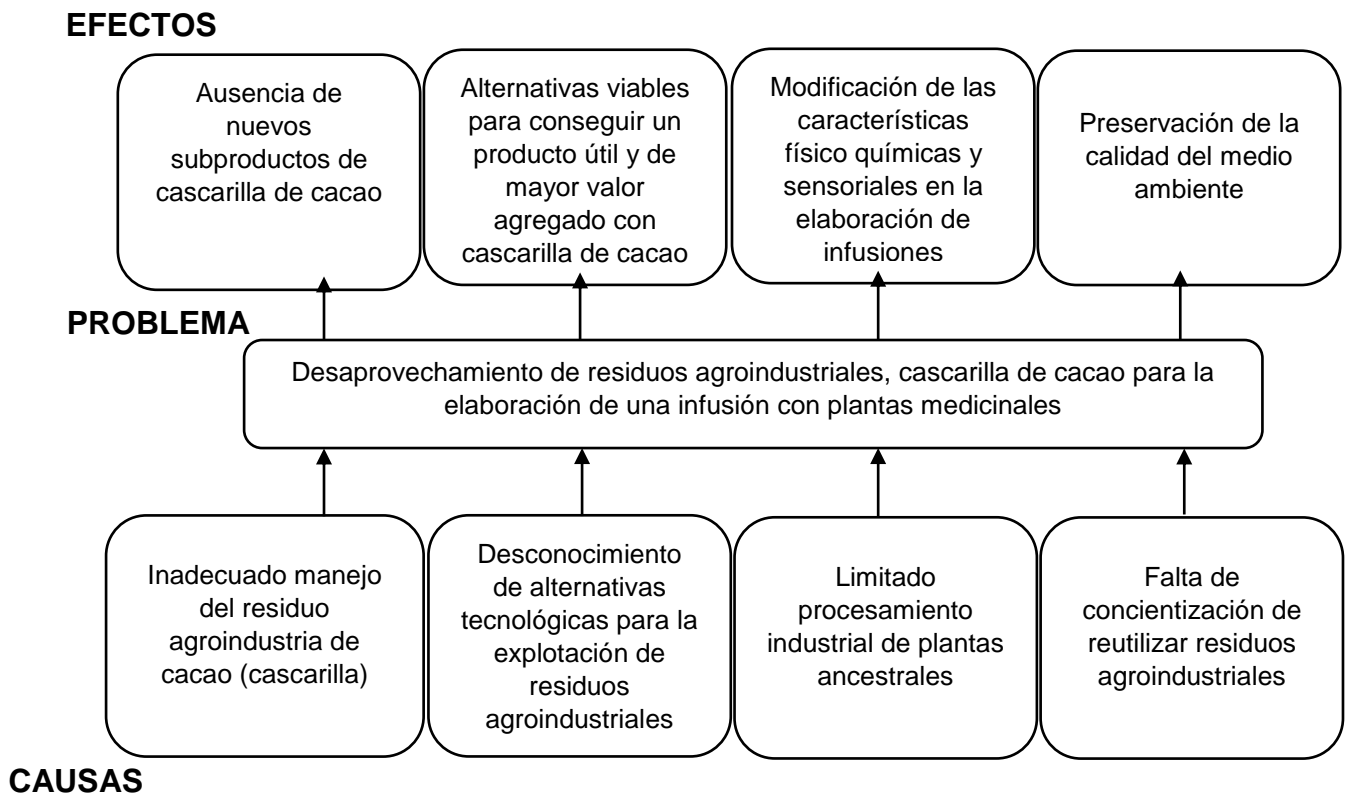 EFECTOS
Ausencia de
nuevos
subproductos de
cascarilla de cacao
Alternativas viables
para conseguir un
producto útil y de
mayor valor
agregado con
cascarilla de cacao
Modificación de las
características
físico químicas y
sensoriales en la
elaboración de
infusiones
Preservación de la
calidad del medio
ambiente
PROBLEMA
Desaprovechamiento de residuos agroindustriales, cascarilla de cacao para la
elaboración de una infusión con plantas medicinales
Inadecuado manejo
del residuo
agroindustria de
cacao (cascarilla)
Desconocimiento
de alternativas
tecnológicas para la
explotación de
residuos
agroindustriales
Limitado
procesamiento
industrial de plantas
ancestrales
Falta de
concientización de
reutilizar residuos
agroindustriales
CAUSAS